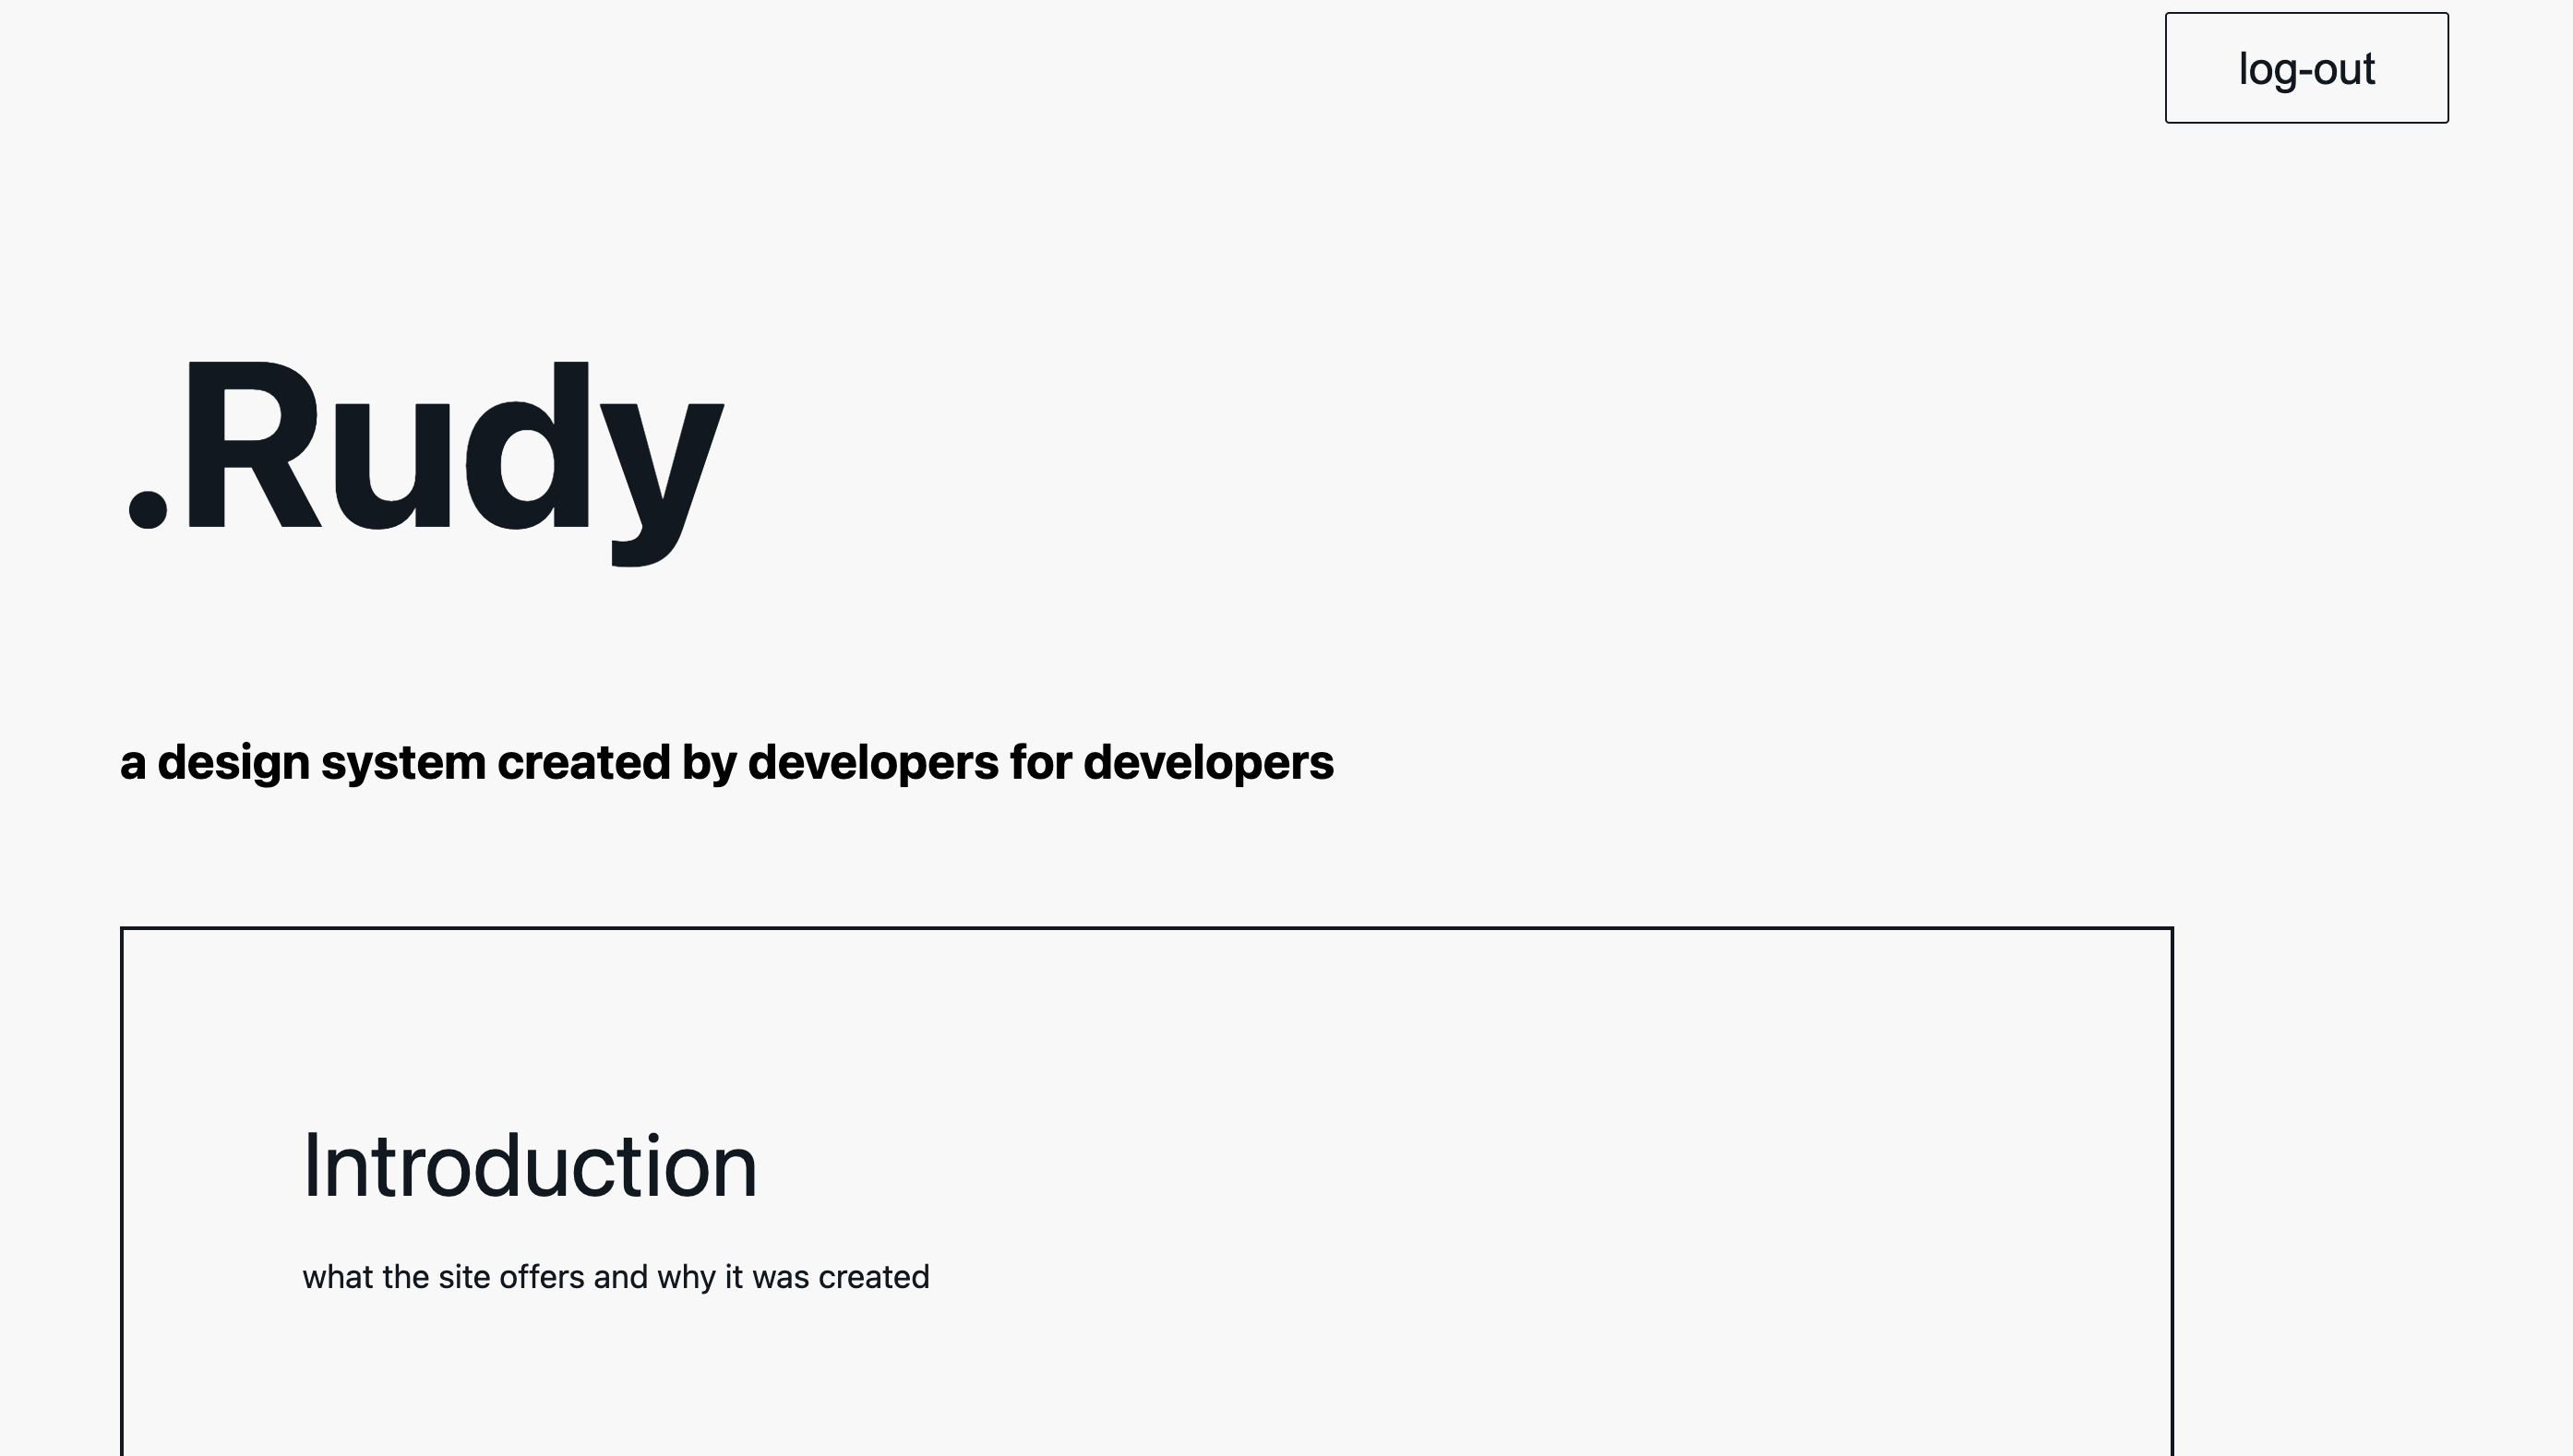 log-out
.Rudy
a design system created by developers for developers
Introduction
what the site offers and why it was created